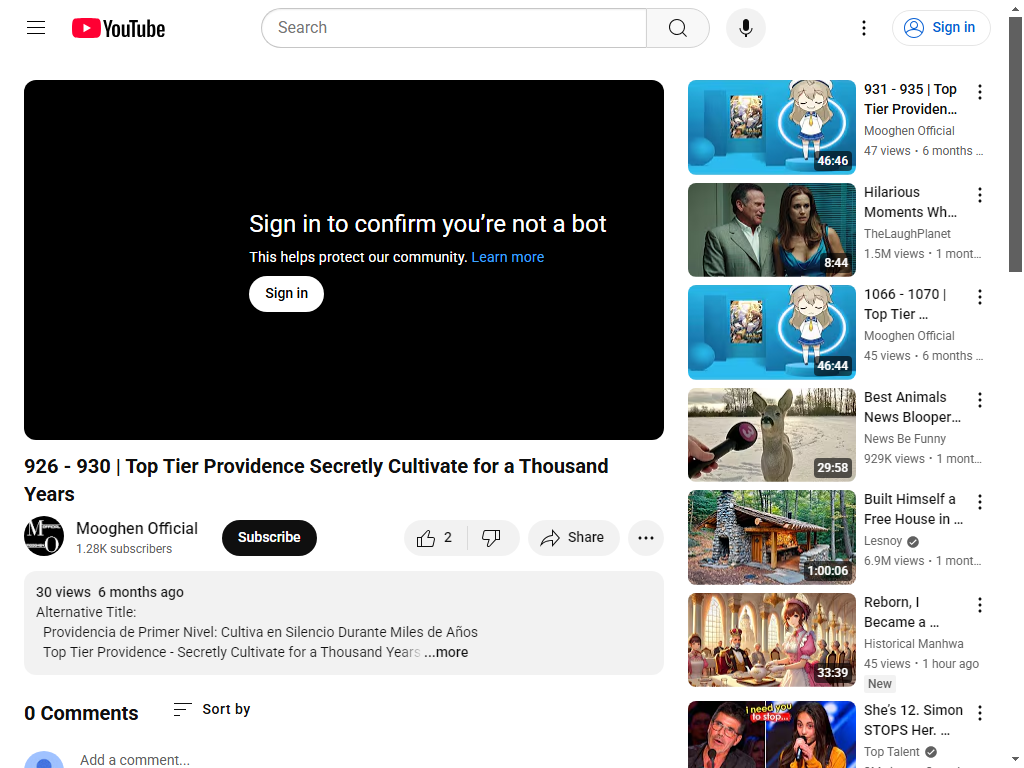 YouTube
Search
Sign in
Sign in to confirm you’re not a bot
This helps protect our community. Learn more
Sign in
926 - 930 | Top Tier Providence Secretly Cultivate for a Thousand
Years
Mooghen Official
1.28K subscribers
Subscribe
2
Share
30 views 6 months ago
Alternative Title:
Providencia de Primer Nivel: Cultiva en Silencio Durante Miles de Años
Top Tier Providence - Secretly Cultivate for a Thousand Years ...more
0 Comments
Sort by
Add a comment...
46:46
931 - 935 | Top
Tier Providen...
Mooghen Official
47 views • 6 months ...
8:44
Hilarious
Moments Wh...
TheLaughPlanet
1.5M views • 1 mont...
46:44
1066 - 1070 |
Top Tier ...
Mooghen Official
45 views • 6 months ...
29:58
Best Animals
News Blooper...
News Be Funny
929K views • 1 mont...
1:00:06
Built Himself a
Free House in ...
Lesnoy
6.9M views • 1 mont...
33:39
Reborn, I
Became a ...
Historical Manhwa
45 views • 1 hour ago
New
i need you
to stop...
She’s 12. Simon
STOPS Her. ...
Top Talent